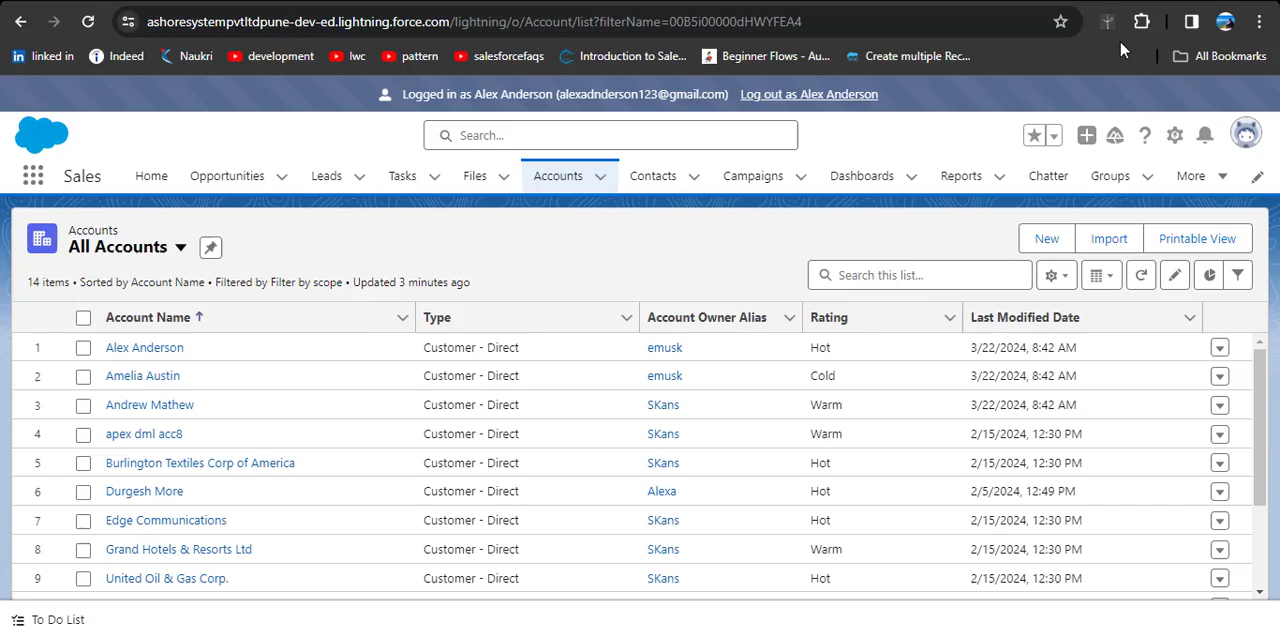 ashoresystempvtltdpune-dev-ed.lightning.force.com/lightning/o/Account/list?filterName=00B5i00000dHWYFEA4
linked in Indeed Naukri development lwc pattern salesforcefaqs Introduction to Sale... Beginner Flows - Au... Create multiple Rec... All Bookmarks
Logged in as Alex Anderson (alexadnderson123@gmail.com) Log out as Alex Anderson
Search...
Sales Home Opportunities Leads Tasks Files Accounts Contacts Campaigns Dashboards Reports Chatter Groups More
Accounts
All Accounts
New Import Printable View
14 items • Sorted by Account Name • Filtered by Filter by scope • Updated 3 minutes ago
Search this list...
Account Name ↑ Type Account Owner Alias Rating Last Modified Date
1 Alex Anderson Customer - Direct emusk Hot 3/22/2024, 8:42 AM
2 Amelia Austin Customer - Direct emusk Cold 3/22/2024, 8:42 AM
3 Andrew Mathew Customer - Direct SKans Warm 3/22/2024, 8:42 AM
4 apex dml acc8 Customer - Direct SKans Warm 2/15/2024, 12:30 PM
5 Burlington Textiles Corp of America Customer - Direct SKans Hot 2/15/2024, 12:30 PM
6 Durgesh More Customer - Direct Alexa Hot 2/5/2024, 12:49 PM
7 Edge Communications Customer - Direct SKans Hot 2/15/2024, 12:30 PM
8 Grand Hotels & Resorts Ltd Customer - Direct SKans Warm 2/15/2024, 12:30 PM
9 United Oil & Gas Corp. Customer - Direct SKans Hot 2/15/2024, 12:30 PM
To Do List